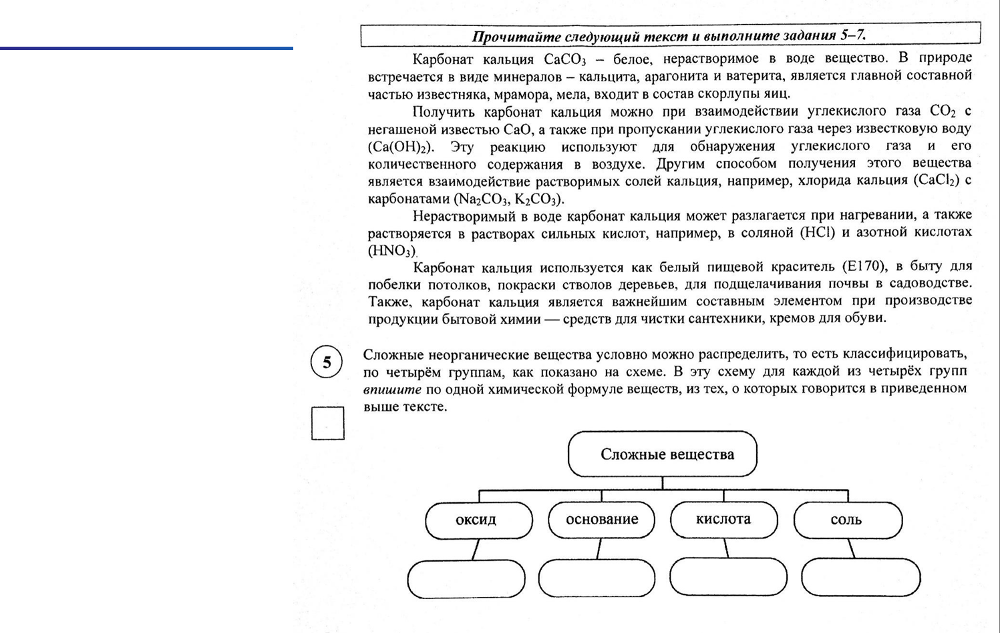 Прочитайте следующий текст и выполните задания 5–7.
Карбонат кальция CaCO₃ – белое, нерастворимое в воде вещество. В природе
встречается в виде минералов – кальцита, арагонита и ватерита, является главной составной
частью известняка, мрамора, мела, входит в состав скорлупы яиц.
Получить карбонат кальция можно при взаимодействии углекислого газа CO₂ с
негашеной известью CaO, а также при пропускании углекислого газа через известковую воду
(Ca(OH)₂). Эту реакцию используют для обнаружения углекислого газа и его
количественного содержания в воздухе. Другим способом получения этого вещества
является взаимодействие растворимых солей кальция, например, хлорида кальция (CaCl₂) с
карбонатами (Na₂CO₃, K₂CO₃).
Нерастворимый в воде карбонат кальция может разлагается при нагревании, а также
растворяется в растворах сильных кислот, например, в соляной (HCl) и азотной кислотах
(HNO₃).
Карбонат кальция используется как белый пищевой краситель (E170), в быту для
побелки потолков, покраски стволов деревьев, для подщелачивания почвы в садоводстве.
Также, карбонат кальция является важнейшим составным элементом при производстве
продукции бытовой химии — средств для чистки сантехники, кремов для обуви.
5
Сложные неорганические вещества условно можно распределить, то есть классифицировать,
по четырём группам, как показано на схеме. В эту схему для каждой из четырёх групп
впишите по одной химической формуле веществ, из тех, о которых говорится в приведенном
выше тексте.
Сложные вещества
оксид основание кислота соль